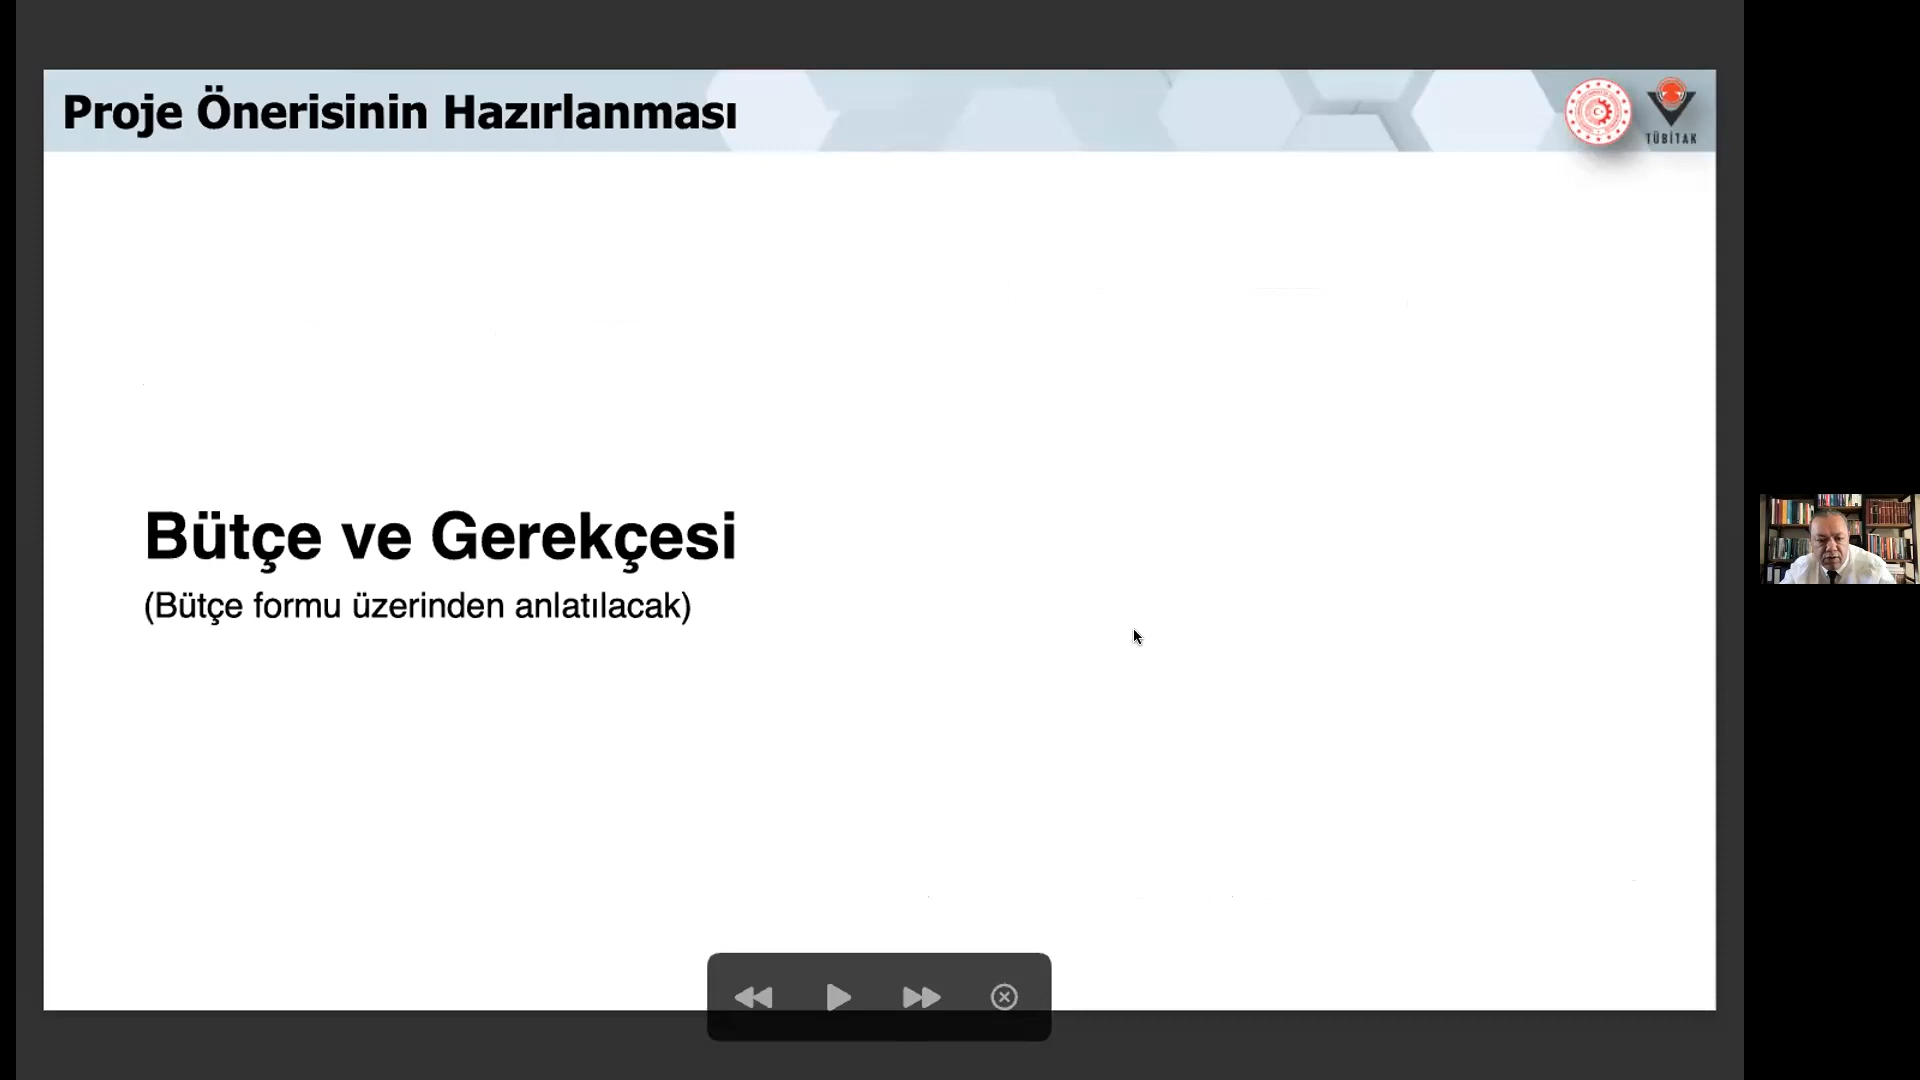 Proje Önerisinin Hazırlanması
TÜBİTAK
Bütçe ve Gerekçesi
(Bütçe formu üzerinden anlatılacak)